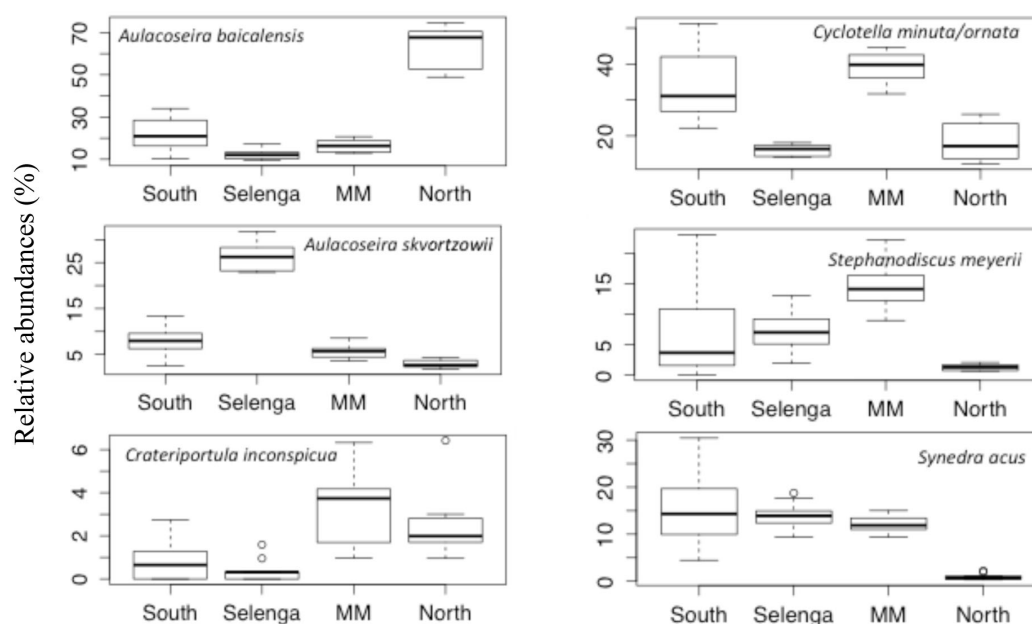 Relative abundances (%)
Aulacoseira baicalensis
70
50
30
10
South Selenga MM North
Cyclotella minuta/ornata
40
20
South Selenga MM North
Aulacoseira skvortzowii
25
15
5
South Selenga MM North
Stephanodiscus meyerii
15
5
0
South Selenga MM North
Crateriportula inconspicua
6
4
2
0
South Selenga MM North
Synedra acus
30
20
10
0
South Selenga MM North